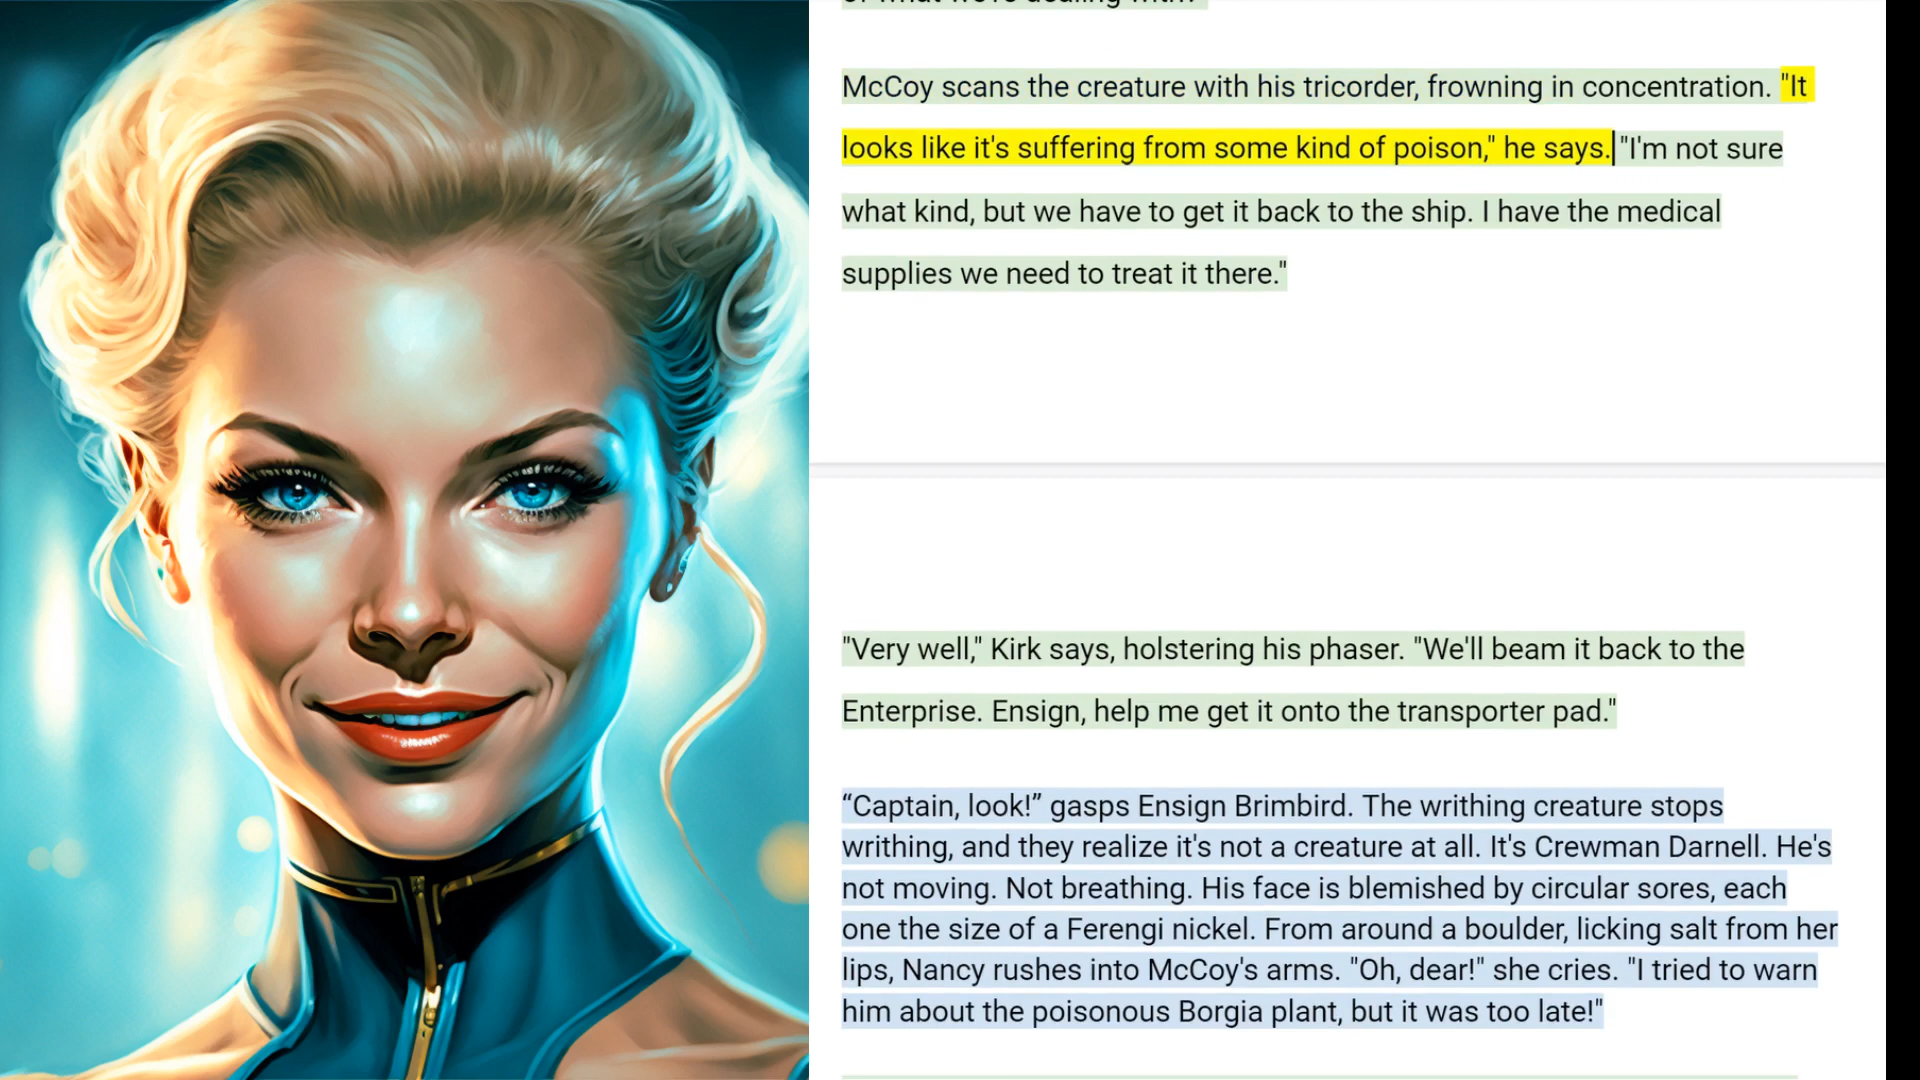 of what we're dealing with?"
McCoy scans the creature with his tricorder, frowning in concentration. "It
looks like it's suffering from some kind of poison," he says. "I'm not sure
what kind, but we have to get it back to the ship. I have the medical
supplies we need to treat it there."
"Very well," Kirk says, holstering his phaser. "We'll beam it back to the
Enterprise. Ensign, help me get it onto the transporter pad."
“Captain, look!” gasps Ensign Brimbird. The writhing creature stops
writhing, and they realize it's not a creature at all. It's Crewman Darnell. He's
not moving. Not breathing. His face is blemished by circular sores, each
one the size of a Ferengi nickel. From around a boulder, licking salt from her
lips, Nancy rushes into McCoy's arms. "Oh, dear!" she cries. "I tried to warn
him about the poisonous Borgia plant, but it was too late!"